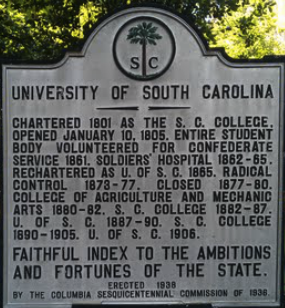 S C
UNIVERSITY OF SOUTH CAROLINA
CHARTERED 1801 AS THE S. C. COLLEGE.
OPENED JANUARY 10, 1805. ENTIRE STUDENT
BODY VOLUNTEERED FOR CONFEDERATE
SERVICE 1861. SOLDIERS' HOSPITAL 1862-65.
RECHARTERED AS U. OF S. C. 1865. RADICAL
CONTROL 1873-77. CLOSED 1877-80.
COLLEGE OF AGRICULTURE AND MECHANIC
ARTS 1880-82. S. C. COLLEGE 1882-87.
U. OF S. C. 1887-90. S. C. COLLEGE
1890-1905. U. OF S. C. 1906.
FAITHFUL INDEX TO THE AMBITIONS
AND FORTUNES OF THE STATE.
ERECTED 1938
BY THE COLUMBIA SESQUICENTENNIAL COMMISSION OF 1936.